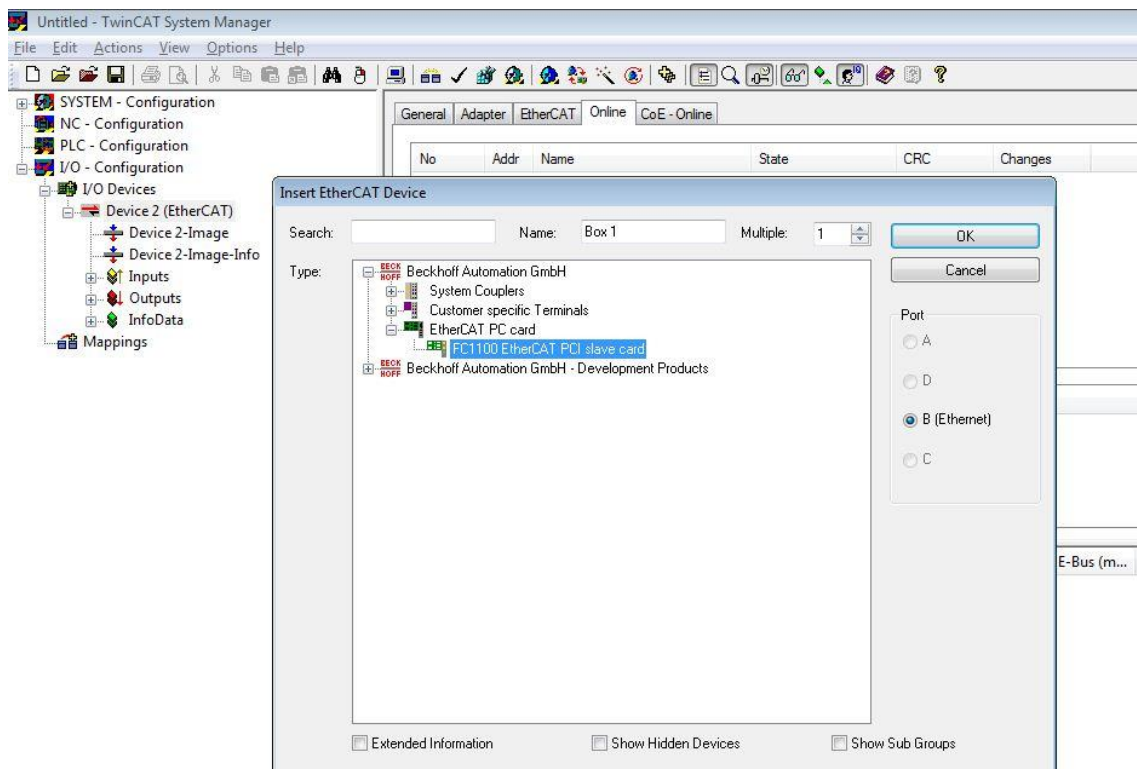 Untitled - TwinCAT System Manager
File Edit Actions View Options Help
SYSTEM - Configuration
NC - Configuration
PLC - Configuration
I/O - Configuration
I/O Devices
Device 2 (EtherCAT)
Device 2-Image
Device 2-Image-Info
Inputs
Outputs
InfoData
Mappings
General Adapter EtherCAT Online CoE - Online
No Addr Name State CRC Changes
Insert EtherCAT Device
Search: Name: Box 1 Multiple: 1 OK
Type: Cancel
BECKHOFF Beckhoff Automation GmbH
System Couplers
Customer specific Terminals
EtherCAT PC card
FC1100 EtherCAT PCI slave card
BECKHOFF Beckhoff Automation GmbH - Development Products
Port
A
D
B (Ethernet)
C
E-Bus (m...
Extended Information Show Hidden Devices Show Sub Groups